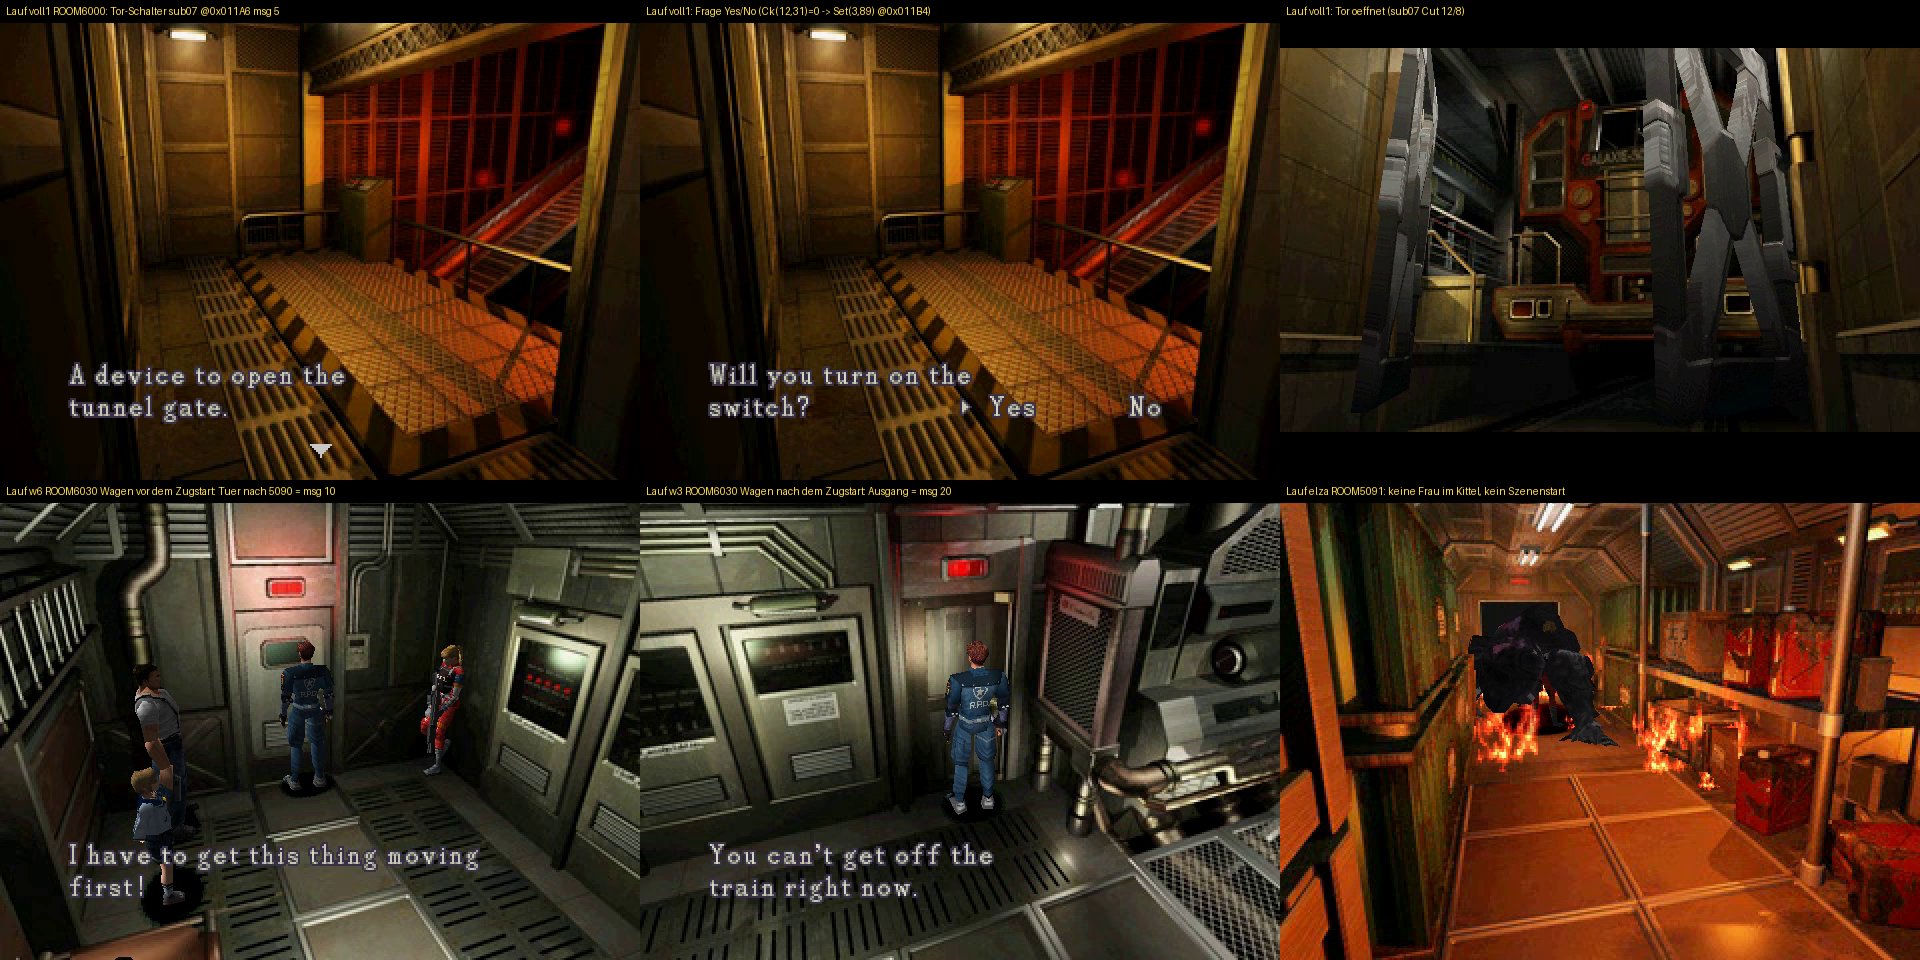 Lauf voll1 ROOM6000: Tor-Schalter sub07 @0x011A6 msg 5
Lauf voll1: Frage Yes/No (Ck(12,31)=0 -> Set(3,89) @0x011B4)
Lauf voll1: Tor oeffnet (sub07 Cut 12/8)
GALAXIE-5
A device to open the
tunnel gate.
Will you turn on the
switch?
Yes No
Lauf w6 ROOM6030 Wagen vor dem Zugstart: Tuer nach 5090 = msg 10
Lauf w3 ROOM6030 Wagen nach dem Zugstart: Ausgang = msg 20
Lauf elza ROOM5091: keine Frau im Kittel, kein Szenenstart
R.P.D.
R.P.D.
I have to get this thing moving
first!
You can't get off the
train right now.